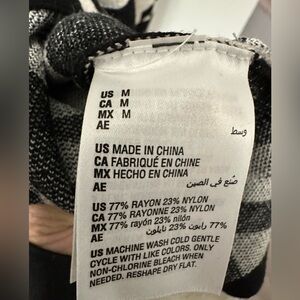 US M
CA M
MX M
AE وسط
US MADE IN CHINA
CA FABRIQUÉ EN CHINE
MX HECHO EN CHINA
AE صنع في الصين
US 77% RAYON 23% NYLON
CA 77% RAYONNE 23% NYLON
MX 77% rayón 23% nilón
AE 77% رايون 23% نايلون
US MACHINE WASH COLD GENTLE
CYCLE WITH LIKE COLORS. ONLY
NON-CHLORINE BLEACH WHEN
NEEDED. RESHAPE DRY FLAT.